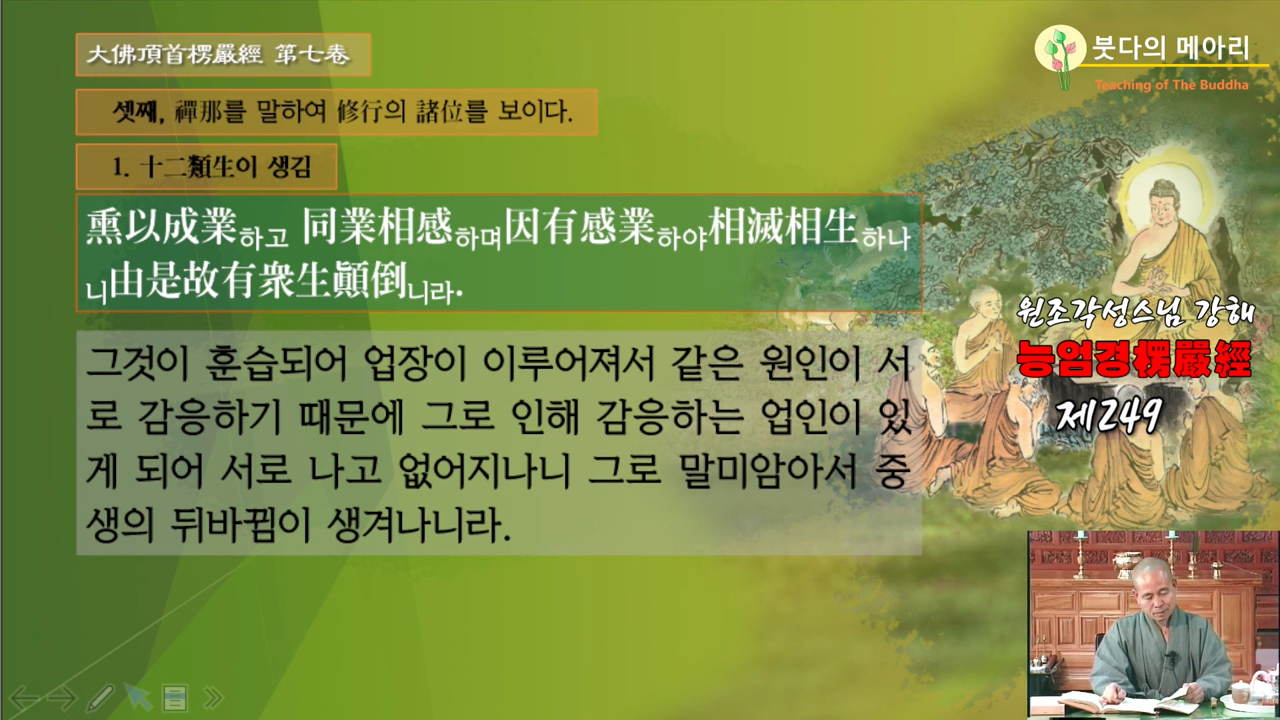 大佛頂首楞嚴經 第七卷
셋째, 禪那를 말하여 修行의 諸位를 보이다.
1. 十二類生이 생김
熏以成業하고 同業相感하며因有感業하야相滅相生하나
니由是故有衆生顚倒니라.
그것이 훈습되어 업장이 이루어져서 같은 원인이 서
로 감응하기 때문에 그로 인해 감응하는 업인이 있
게 되어 서로 나고 없어지나니 그로 말미암아서 중
생의 뒤바뀜이 생겨나니라.
붓다의 메아리
Teaching of The Buddha
원조각성스님 강해
능엄경楞嚴經
제249